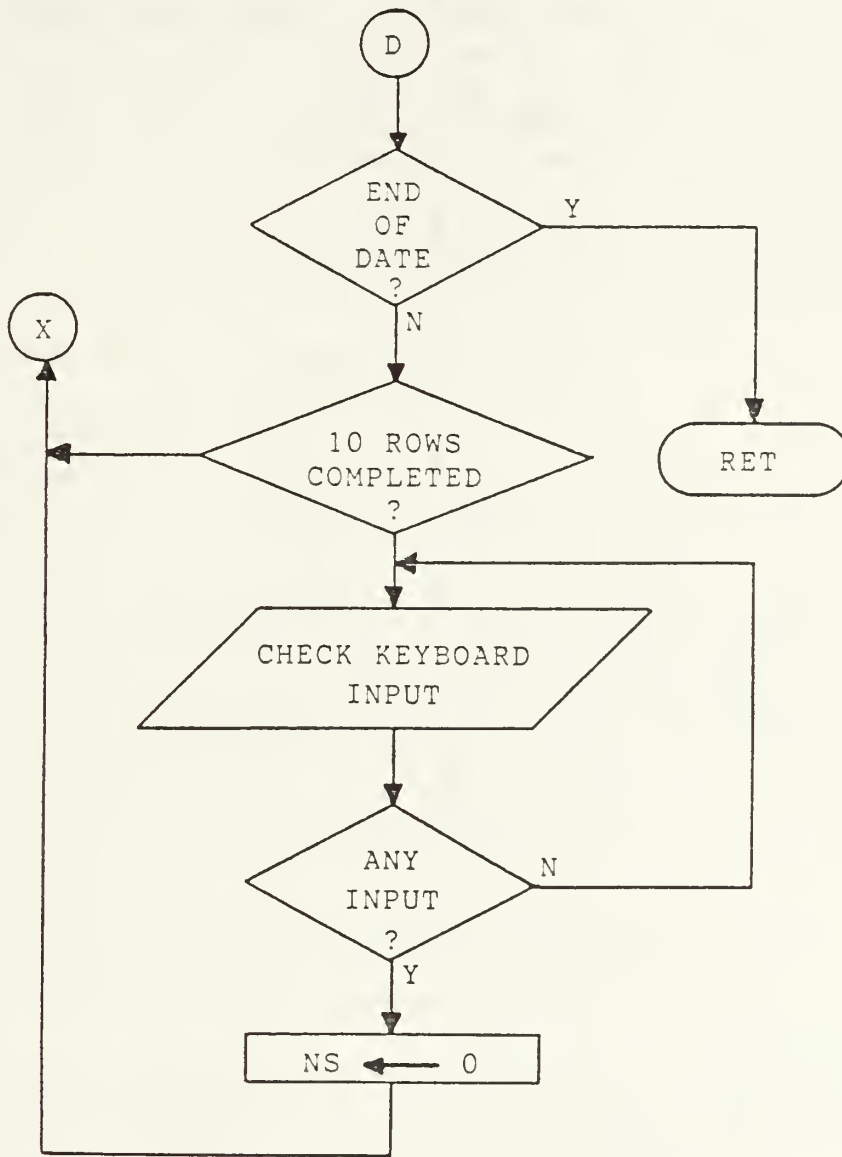 D
END
OF
DATE
?
Y
N
X
10 ROWS
COMPLETED
?
RET
CHECK KEYBOARD
INPUT
ANY
INPUT
?
N
Y
NS ← 0